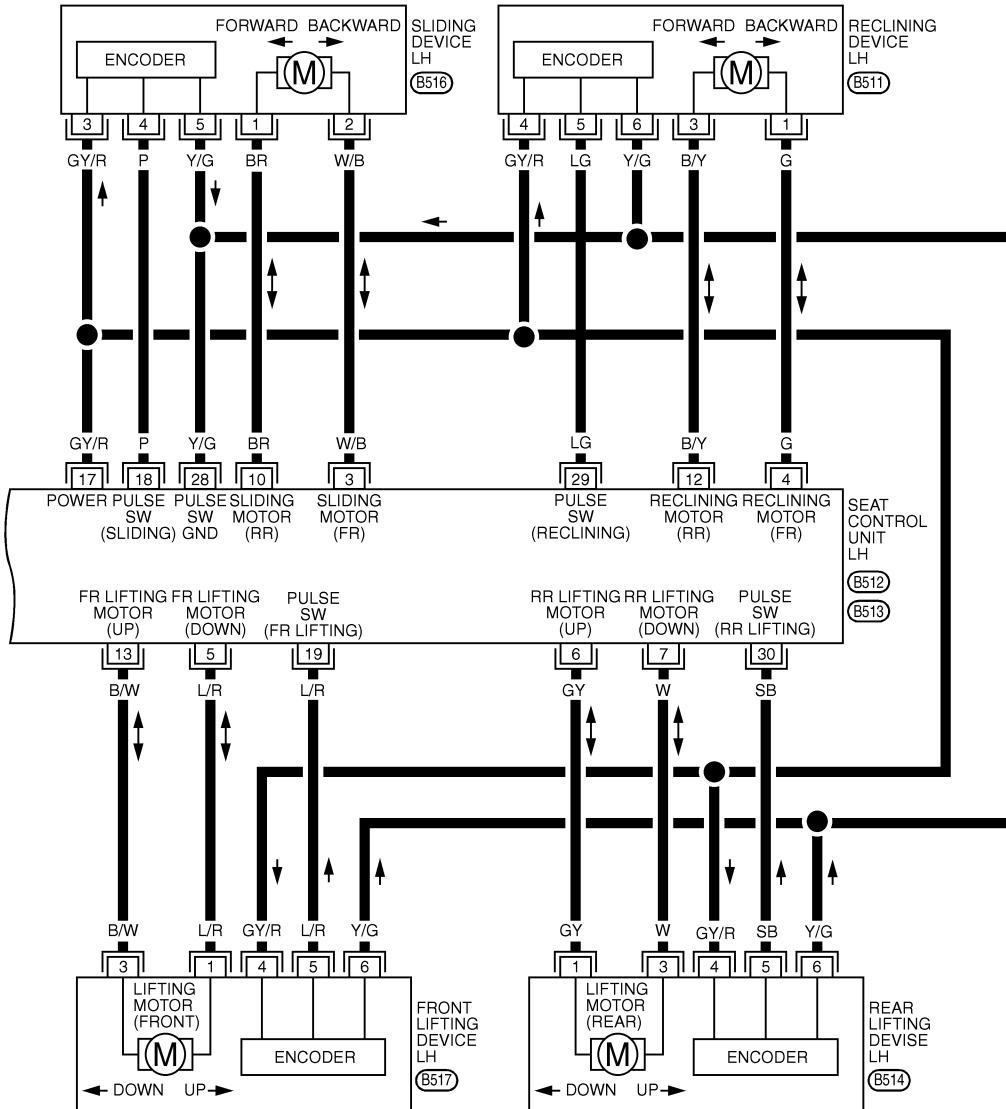 FORWARD BACKWARD
ENCODER
M
SLIDING
DEVICE
LH
B516
3 4 5 1 2
GY/R P Y/G BR W/B
FORWARD BACKWARD
ENCODER
M
RECLINING
DEVICE
LH
B511
4 5 6 3 1
GY/R LG Y/G B/Y G
GY/R P Y/G BR W/B LG B/Y G
17 18 28 10 3 29 12 4
POWER
PULSE
SW
(SLIDING)
PULSE
SW
GND
SLIDING
MOTOR
(RR)
SLIDING
MOTOR
(FR)
PULSE
SW
(RECLINING)
RECLINING
MOTOR
(RR)
RECLINING
MOTOR
(FR)
SEAT
CONTROL
UNIT
LH
B512
B513
FR LIFTING
MOTOR
(UP)
FR LIFTING
MOTOR
(DOWN)
PULSE
SW
(FR LIFTING)
RR LIFTING
MOTOR
(UP)
RR LIFTING
MOTOR
(DOWN)
PULSE
SW
(RR LIFTING)
13 5 19 6 7 30
B/W L/R L/R GY W SB
B/W L/R GY/R L/R Y/G GY W GY/R SB Y/G
3 1 4 5 6 1 3 4 5 6
LIFTING
MOTOR
(FRONT)
M
DOWN UP
ENCODER
FRONT
LIFTING
DEVICE
LH
B517
LIFTING
MOTOR
(REAR)
M
DOWN UP
ENCODER
REAR
LIFTING
DEVISE
LH
B514